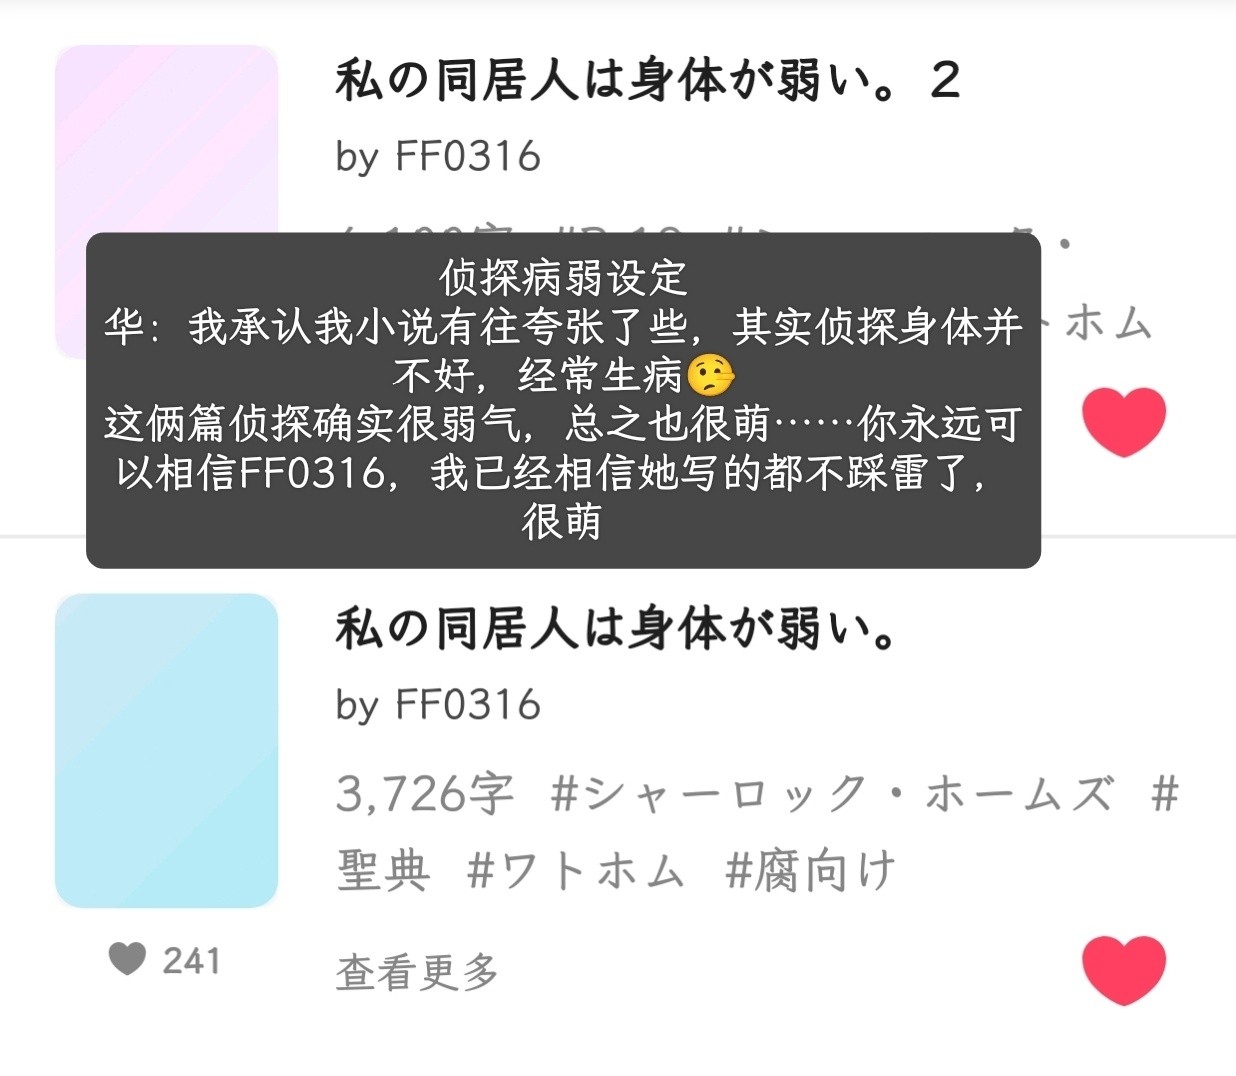 私の同居人は身体が弱い。２
by FF0316
侦探病弱设定
华：我承认我小说有往夸张了些，其实侦探身体并
不好，经常生病🤥
这俩篇侦探确实很弱气，总之也很萌……你永远可
以相信FF0316，我已经相信她写的都不踩雷了，
很萌
ホム
私の同居人は身体が弱い。
by FF0316
3,726字 #シャーロック・ホームズ #
聖典 #ワトホム #腐向け
241
查看更多